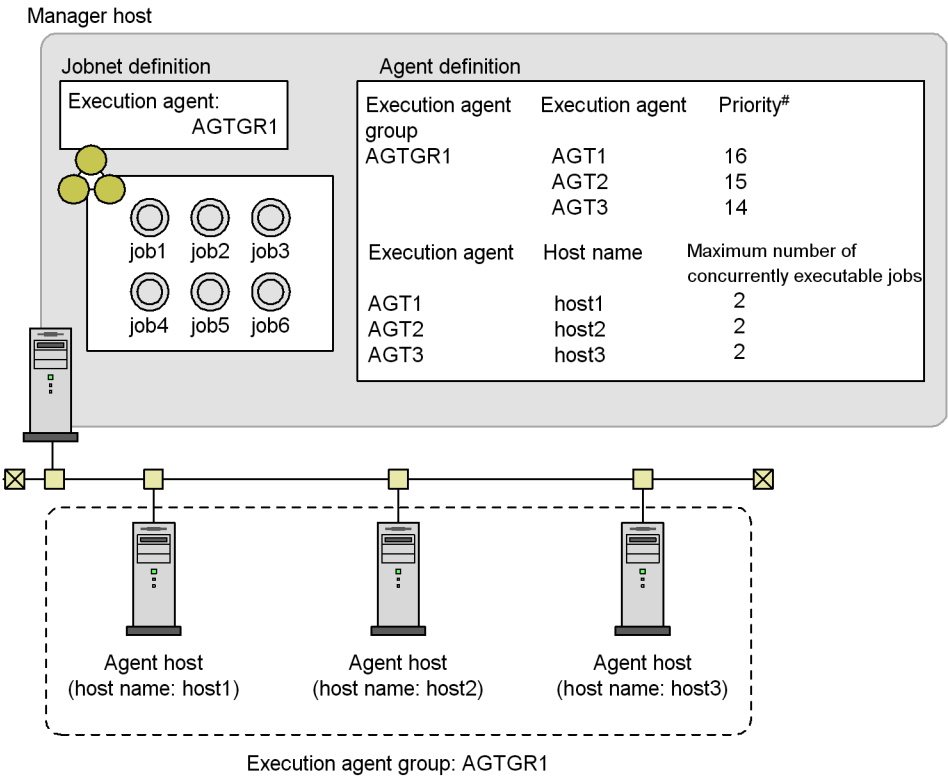 Manager host
Jobnet definition
Execution agent:
AGTGR1
job1 job2 job3
job4 job5 job6
Agent definition
Execution agent group Execution agent Priority#
AGTGR1 AGT1 16
AGT2 15
AGT3 14
Execution agent Host name Maximum number of concurrently executable jobs
AGT1 host1 2
AGT2 host2 2
AGT3 host3 2
Agent host
(host name: host1)
Agent host
(host name: host2)
Agent host
(host name: host3)
Execution agent group: AGTGR1